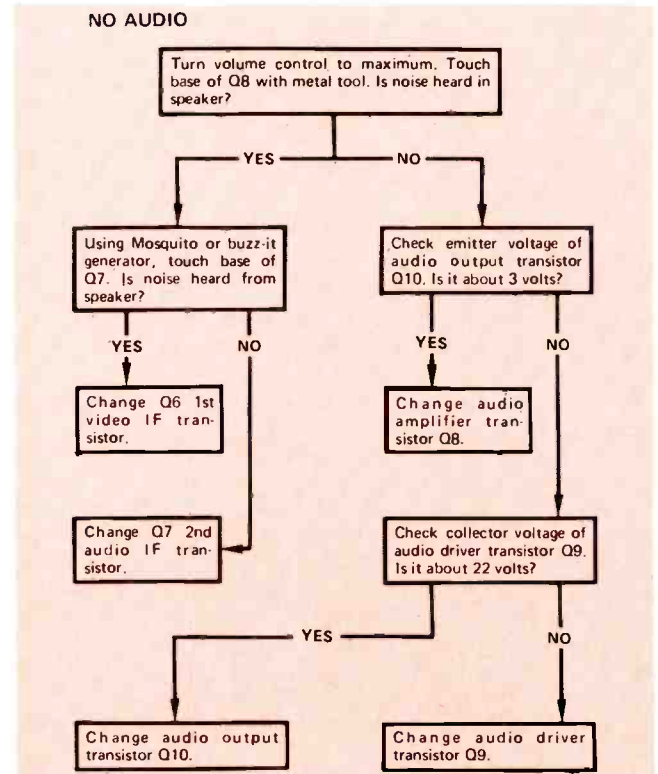 NO AUDIO
Turn volume control to maximum. Touch
base of Q8 with metal tool. Is noise heard in
speaker?
YES
NO
Using Mosquito or buzz-it
generator, touch base of
Q7. Is noise heard from
speaker?
Check emitter voltage of
audio output transistor
Q10. Is it about 3 volts?
YES
NO
YES
NO
Change Q6 1st
video IF tran-
sistor.
Change audio
amplifier tran-
sistor Q8.
Change Q7 2nd
audio IF tran-
sistor.
Check collector voltage of
audio driver transistor Q9.
Is it about 22 volts?
YES
NO
Change audio output
transistor Q10.
Change audio driver
transistor Q9.